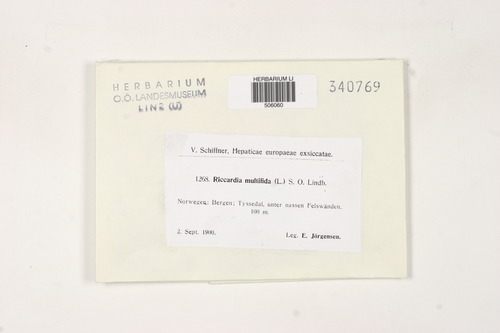 HERBARIUM
O.Ö. LANDESMUSEUM
LINZ (LI)
HERBARIUM LI
506060
340769
V. Schiffner, Hepaticae europaeae exsiccatae.
1268. Riccardia multifida (L.) S. O. Lindb.
Norwegen: Bergen: Tyssedal, unter nassen Felswänden.
100 m.
2. Sept. 1900.
Leg. E. Jörgensen.